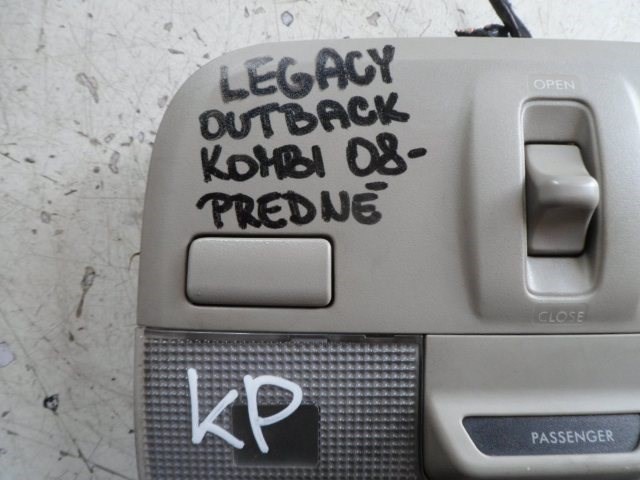 LEGACY
OUTBACK
KOMBI 08-
PREDNÉ
OPEN
CLOSE
KP
PASSENGER